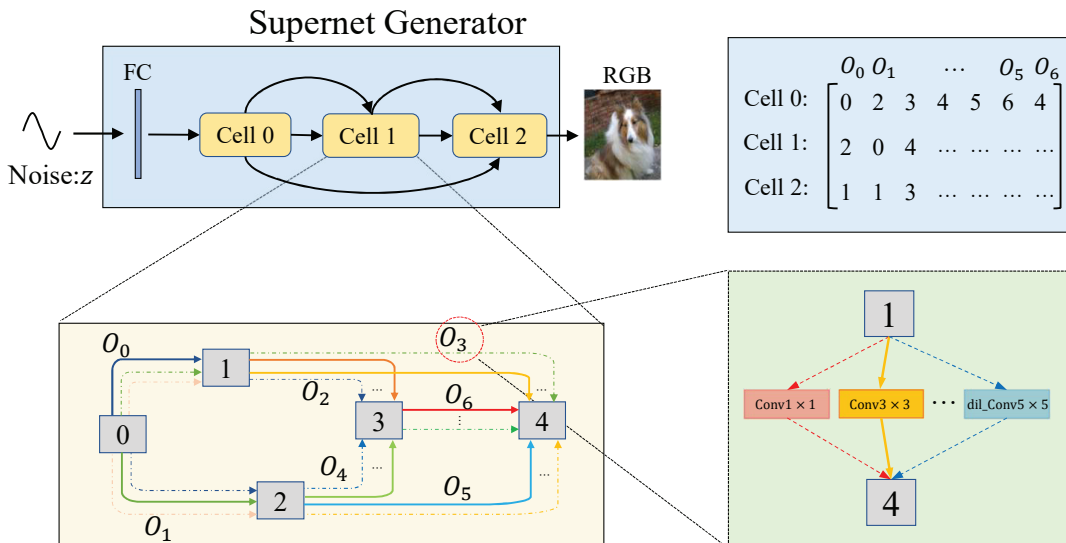 Supernet Generator
FC
Cell 0
Cell 1
Cell 2
RGB
Noise:z
O₀ O₁ … O₅ O₆
Cell 0: 0 2 3 4 5 6 4
Cell 1: 2 0 4 … … … …
Cell 2: 1 1 3 … … … …
O₀
O₁
O₂
O₃
O₄
O₅
O₆
0
1
2
3
4
...
...
...
...
...
1
Conv1 × 1
Conv3 × 3
...
dil_Conv5 × 5
4